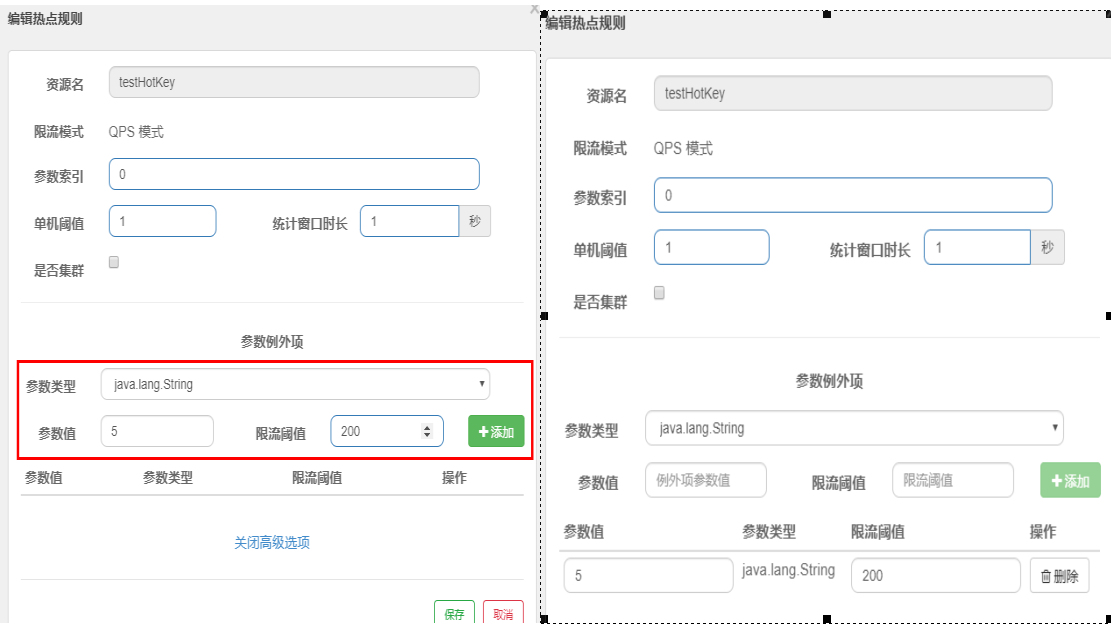 编辑热点规则
x
资源名 testHotKey
限流模式 QPS 模式
参数索引 0
单机阈值 1 统计窗口时长 1 秒
是否集群
参数例外项
参数类型 java.lang.String
参数值 5 限流阈值 200 +添加
参数值 参数类型 限流阈值 操作
关闭高级选项
保存 取消
编辑热点规则
资源名 testHotKey
限流模式 QPS 模式
参数索引 0
单机阈值 1 统计窗口时长 1 秒
是否集群
参数例外项
参数类型 java.lang.String
参数值 例外项参数值 限流阈值 限流阈值 +添加
参数值 参数类型 限流阈值 操作
5 java.lang.String 200 删除